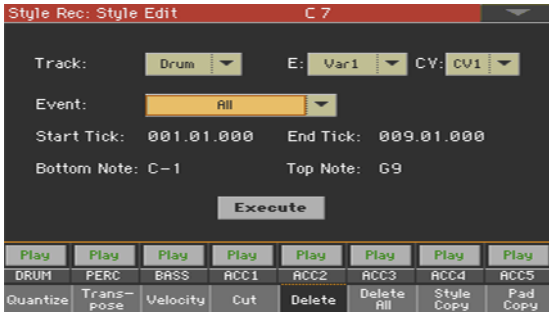 Style Rec: Style Edit C 7
Track: Drum E: Var1 CV: CV1
Event: All
Start Tick: 001.01.000 End Tick: 009.01.000
Bottom Note: C-1 Top Note: G9
Execute
Play Play Play Play Play Play Play Play
DRUM PERC BASS ACC1 ACC2 ACC3 ACC4 ACC5
Quantize Trans- Velocity Cut Delete Delete Style Pad
pose All Copy Copy